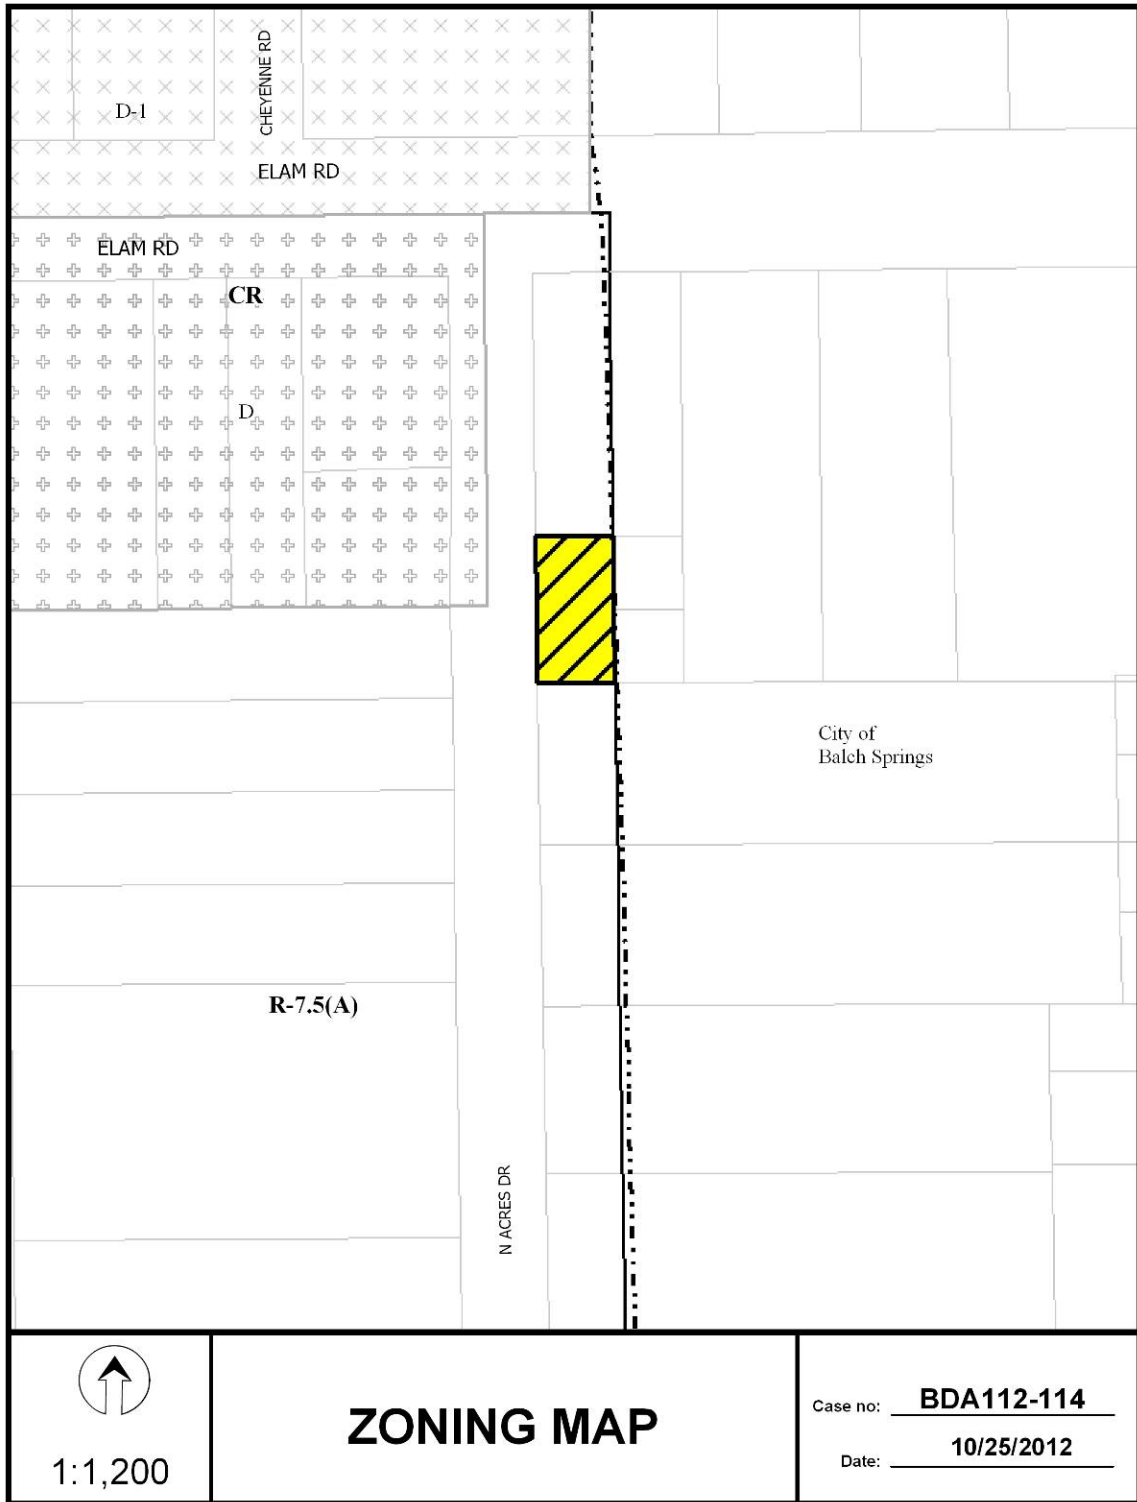 CHEYENNE RD
D-1
ELAM RD
ELAM RD
CR
D
City of
Balch Springs
R-7.5(A)
N ACRES DR
1:1,200
ZONING MAP
Case no: BDA112-114
Date: 10/25/2012